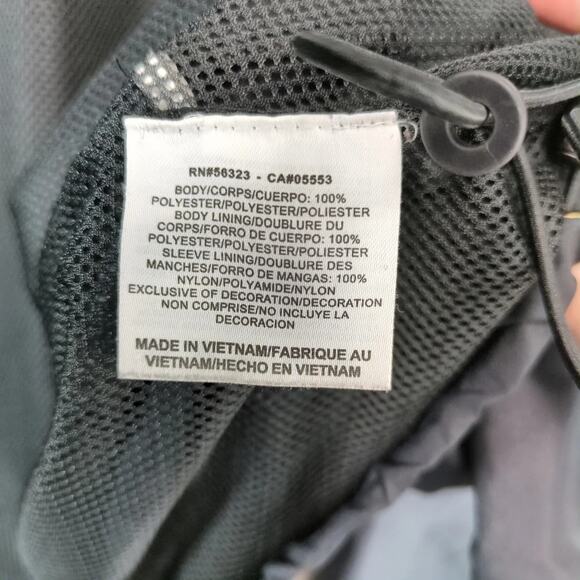 RN#56323 - CA#05553
BODY/CORPS/CUERPO: 100%
POLYESTER/POLYESTER/POLIESTER
BODY LINING/DOUBLURE DU
CORPS/FORRO DE CUERPO: 100%
POLYESTER/POLYESTER/POLIESTER
SLEEVE LINING/DOUBLURE DES
MANCHES/FORRO DE MANGAS: 100%
NYLON/POLYAMIDE/NYLON
EXCLUSIVE OF DECORATION/DECORATION
NON COMPRISE/NO INCLUYE LA
DECORACION
MADE IN VIETNAM/FABRIQUE AU
VIETNAM/HECHO EN VIETNAM